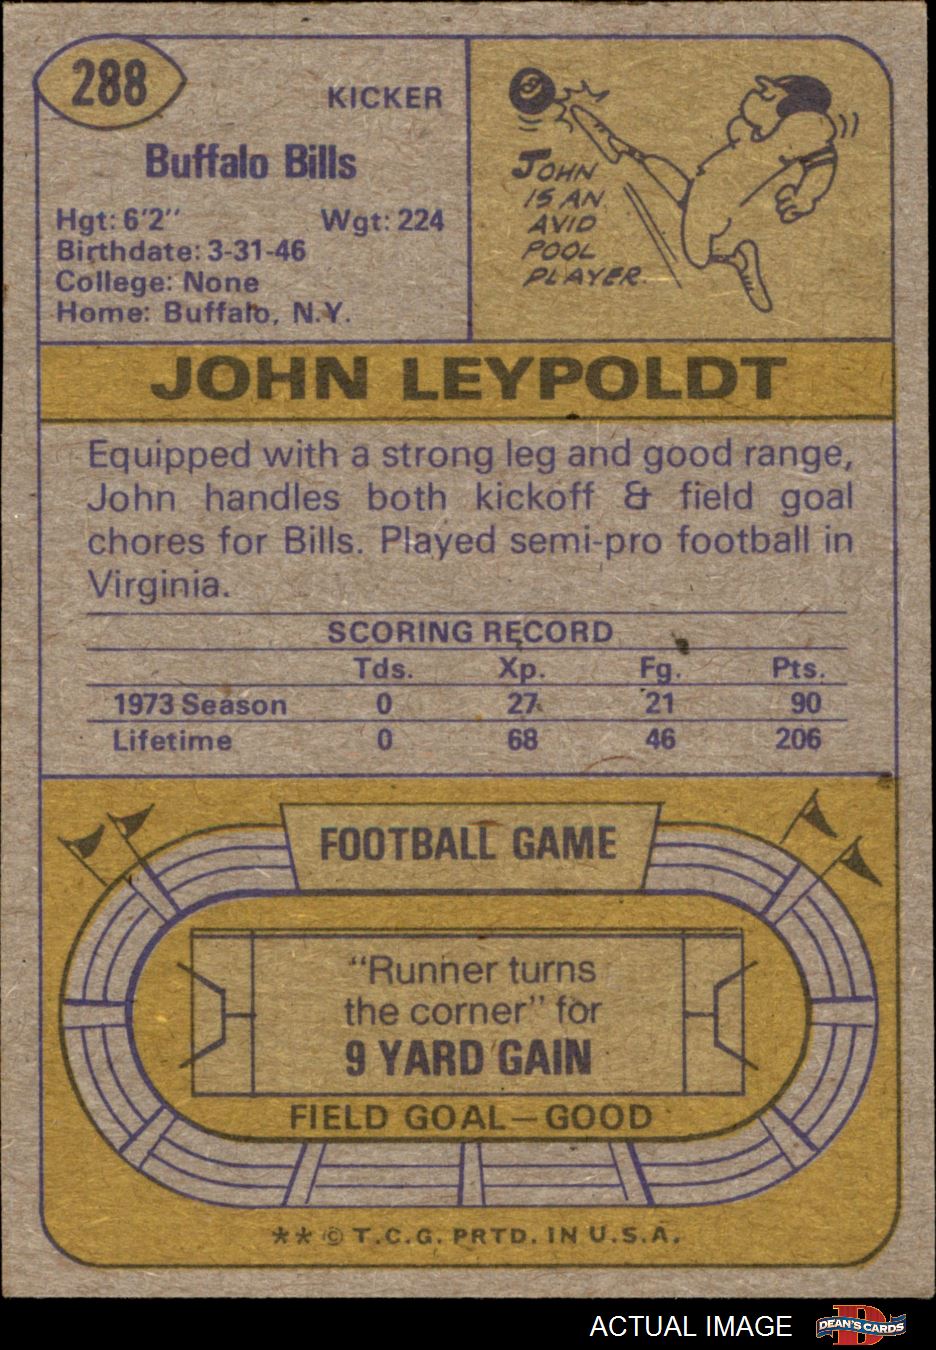 288
KICKER
Buffalo Bills
Hgt: 6'2" Wgt: 224
Birthdate: 3-31-46
College: None
Home: Buffalo, N.Y.
8
JOHN
IS AN
AVID
POOL
PLAYER.
JOHN LEYPOLDT
Equipped with a strong leg and good range,
John handles both kickoff & field goal
chores for Bills. Played semi-pro football in
Virginia.
SCORING RECORD
Tds. Xp. Fg. Pts.
1973 Season 0 27 21 90
Lifetime 0 68 46 206
FOOTBALL GAME
"Runner turns
the corner" for
9 YARD GAIN
FIELD GOAL—GOOD
** © T.C.G. PRTD. IN U.S.A.
ACTUAL IMAGE
D
DEAN'S CARDS